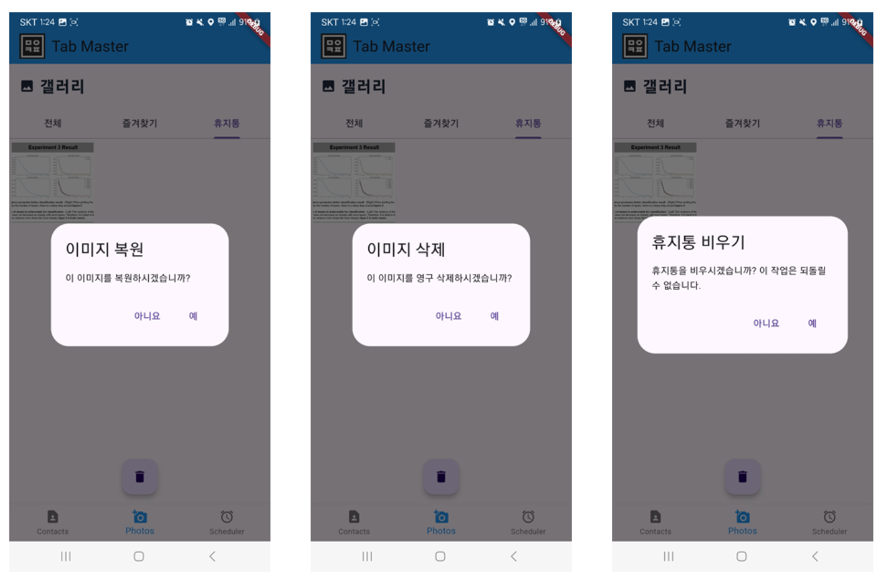 SKT 1:24
91%
DEBUG
Tab Master
갤러리
전체 즐겨찾기 휴지통
Experiment 3 Result
이미지 복원
이 이미지를 복원하시겠습니까?
아니요 예
Contacts Photos Scheduler
SKT 1:24
DEBUG
Tab Master
갤러리
전체 즐겨찾기 휴지통
Experiment 3 Result
이미지 삭제
이 이미지를 영구 삭제하시겠습니까?
아니요 예
Contacts Photos Scheduler
SKT 1:24
DEBUG
Tab Master
갤러리
전체 즐겨찾기 휴지통
Experiment 3 Result
휴지통 비우기
휴지통을 비우시겠습니까? 이 작업은 되돌릴
수 없습니다.
아니요 예
Contacts Photos Scheduler